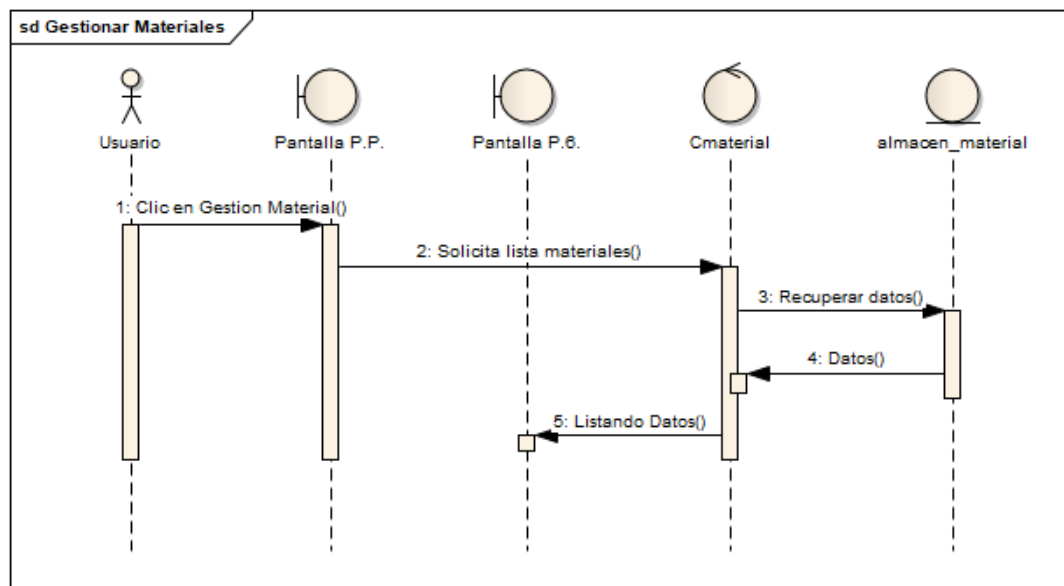 sd Gestionar Materiales
Usuario
Pantalla P.P.
Pantalla P.6.
Cmaterial
almacen_material
1: Clic en Gestion Material()
2: Solicita lista materiales()
3: Recuperar datos()
4: Datos()
5: Listando Datos()